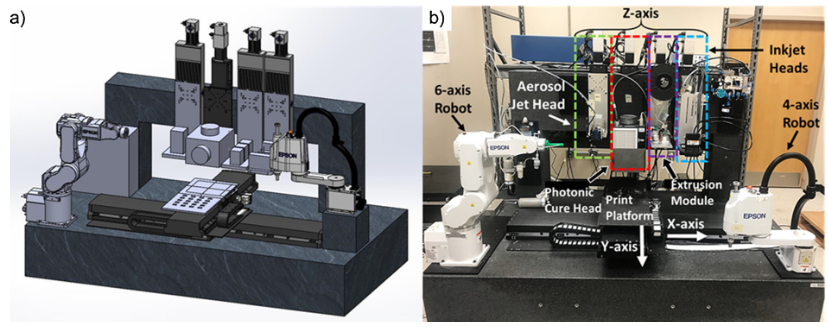 a)
EPSON
b)
Z-axis
Inkjet
Heads
6-axis
Robot
Aerosol
Jet Head
4-axis
Robot
EPSON
Photonic
Cure Head
Print
Platform
Extrusion
Module
X-axis
EPSON
Y-axis